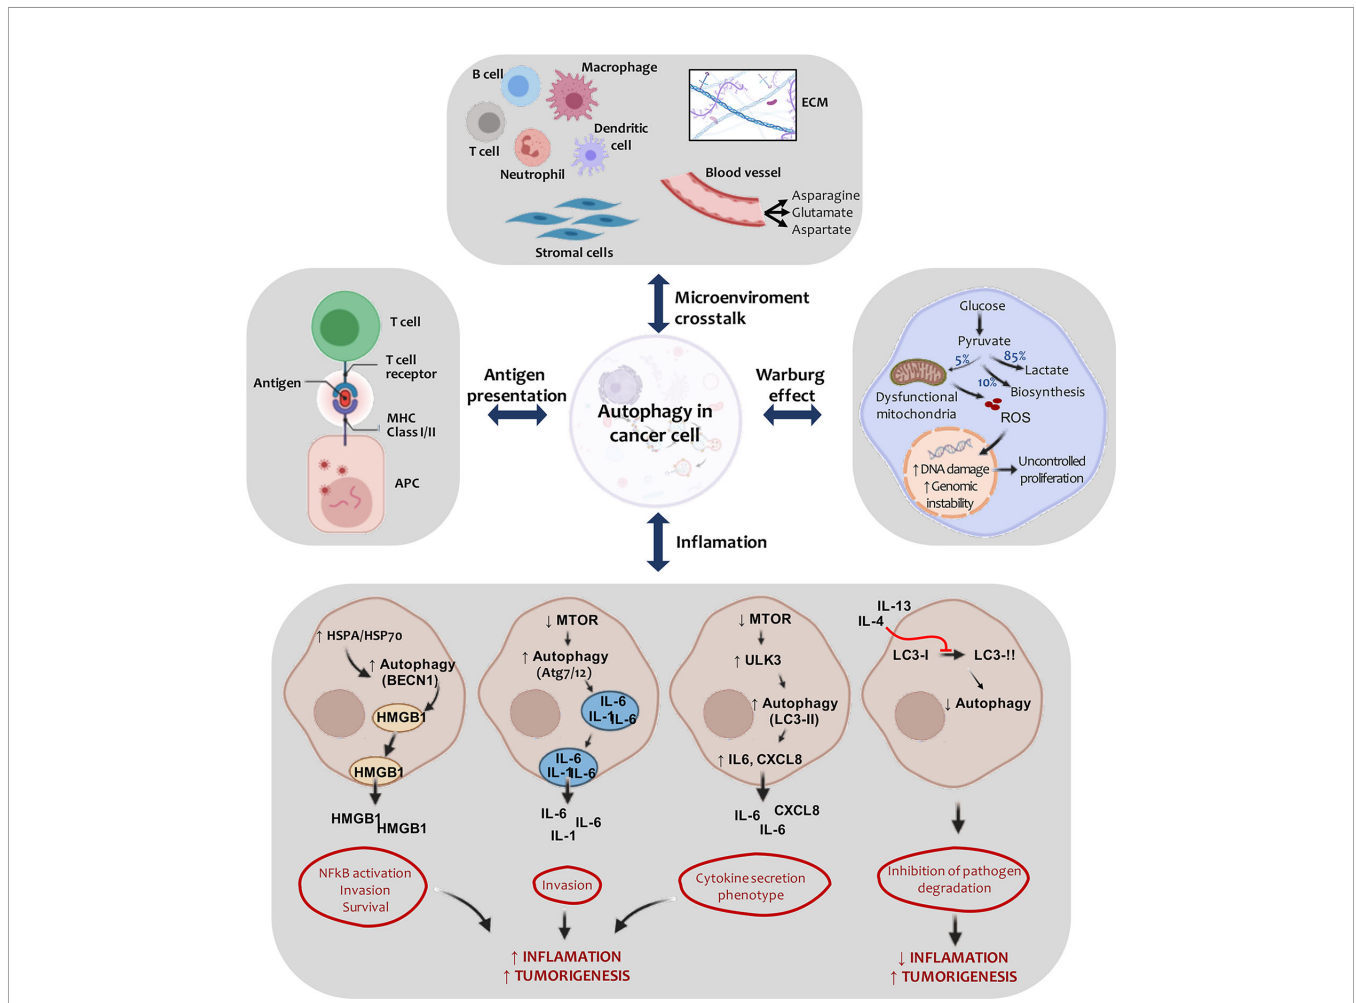 B cell
Macrophage
T cell
Neutrophil
Dendritic
cell
ECM
Blood vessel
Asparagine
Glutamate
Aspartate
Stromal cells
Microenviroment
crosstalk
T cell
T cell
receptor
Antigen
MHC
Class I/II
APC
Antigen
presentation
Autophagy in
cancer cell
Warburg
effect
Glucose
Pyruvate
5%
85%
Lactate
10%
Biosynthesis
Dysfunctional
mitochondria
ROS
↑ DNA damage
↑ Genomic
instability
Uncontrolled
proliferation
Inflamation
↑ HSPA/HSP70
↑ Autophagy
(BECN1)
HMGB1
HMGB1
HMGB1
HMGB1
NFkB activation
Invasion
Survival
↓ MTOR
↑ Autophagy
(Atg7/12)
IL-6
IL-1 IL-6
IL-6
IL-1 IL-6
IL-6
IL-6
IL-1
Invasion
↓ MTOR
↑ ULK3
↑ Autophagy
(LC3-II)
↑ IL6, CXCL8
CXCL8
IL-6
IL-6
Cytokine secretion
phenotype
↑ INFLAMATION
↑ TUMORIGENESIS
IL-13
IL-4
LC3-I
LC3-!!
↓ Autophagy
Inhibition of pathogen
degradation
↓ INFLAMATION
↑ TUMORIGENESIS